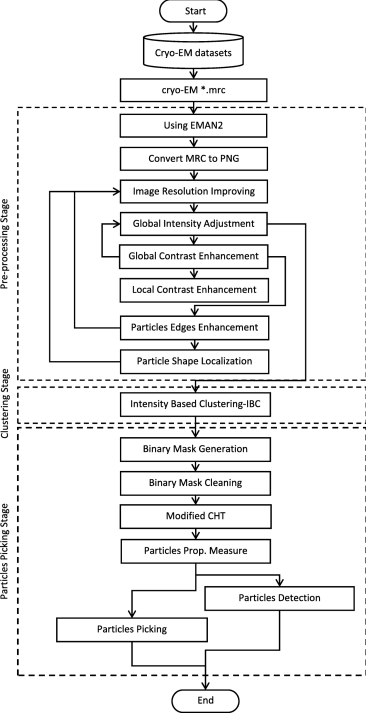 Start
Cryo-EM datasets
cryo-EM *.mrc
Pre-processing Stage
Using EMAN2
Convert MRC to PNG
Image Resolution Improving
Global Intensity Adjustment
Global Contrast Enhancement
Local Contrast Enhancement
Particles Edges Enhancement
Particle Shape Localization
Clustering Stage
Intensity Based Clustering-IBC
Particles Picking Stage
Binary Mask Generation
Binary Mask Cleaning
Modified CHT
Particles Prop. Measure
Particles Detection
Particles Picking
End